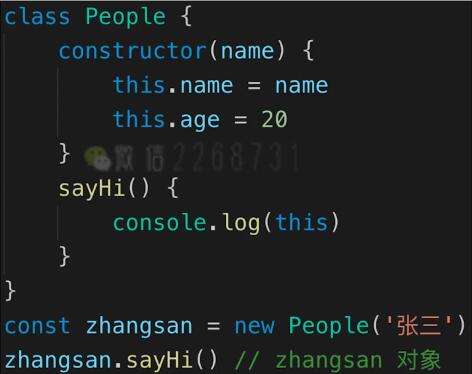 class People {
    constructor(name) {
        this.name = name
        this.age = 20
    }
微信2268731
    sayHi() {
        console.log(this)
    }
}
const zhangsan = new People('张三')
zhangsan.sayHi() // zhangsan 对象